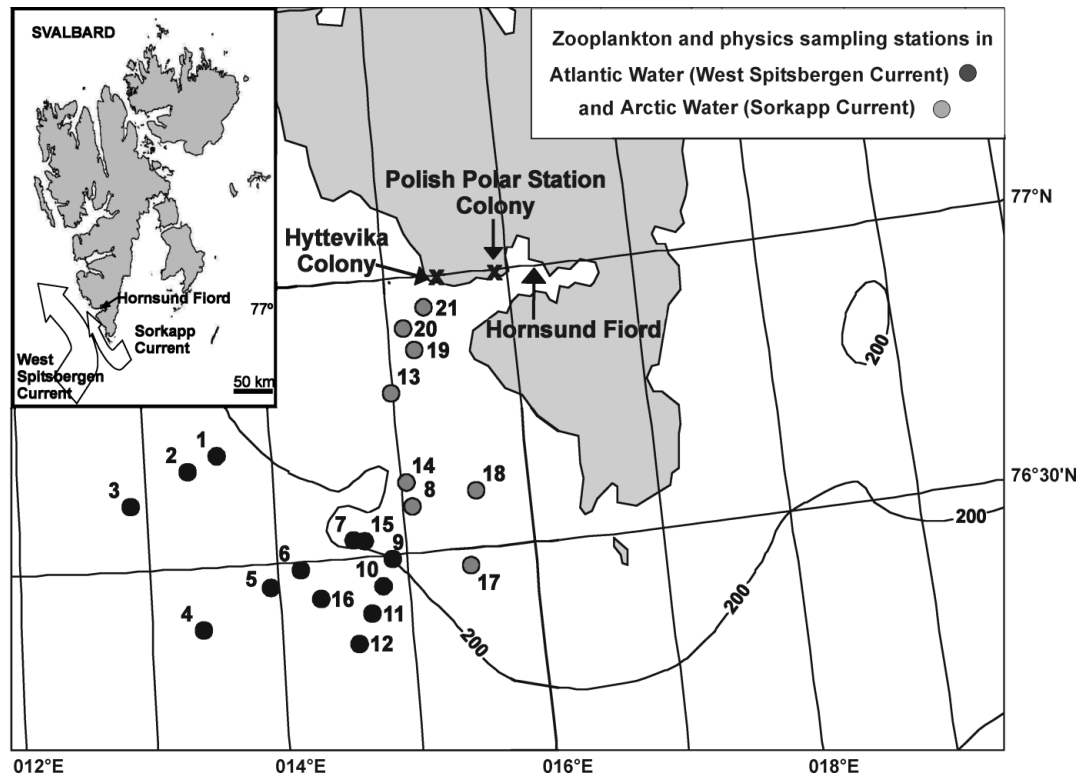 SVALBARD
Hornsund Fiord
77º
Sorkapp
Current
West
Spitsbergen
Current
50 km
Zooplankton and physics sampling stations in
Atlantic Water (West Spitsbergen Current)
and Arctic Water (Sorkapp Current)
Polish Polar Station
Colony
Hyttevika
Colony
x
x
Hornsund Fiord
77°N
21
20
19
13
200
1
2
3
14
18
8
76°30'N
7
15
9
6
10
17
5
16
11
4
12
200
200
200
012°E
014°E
016°E
018°E